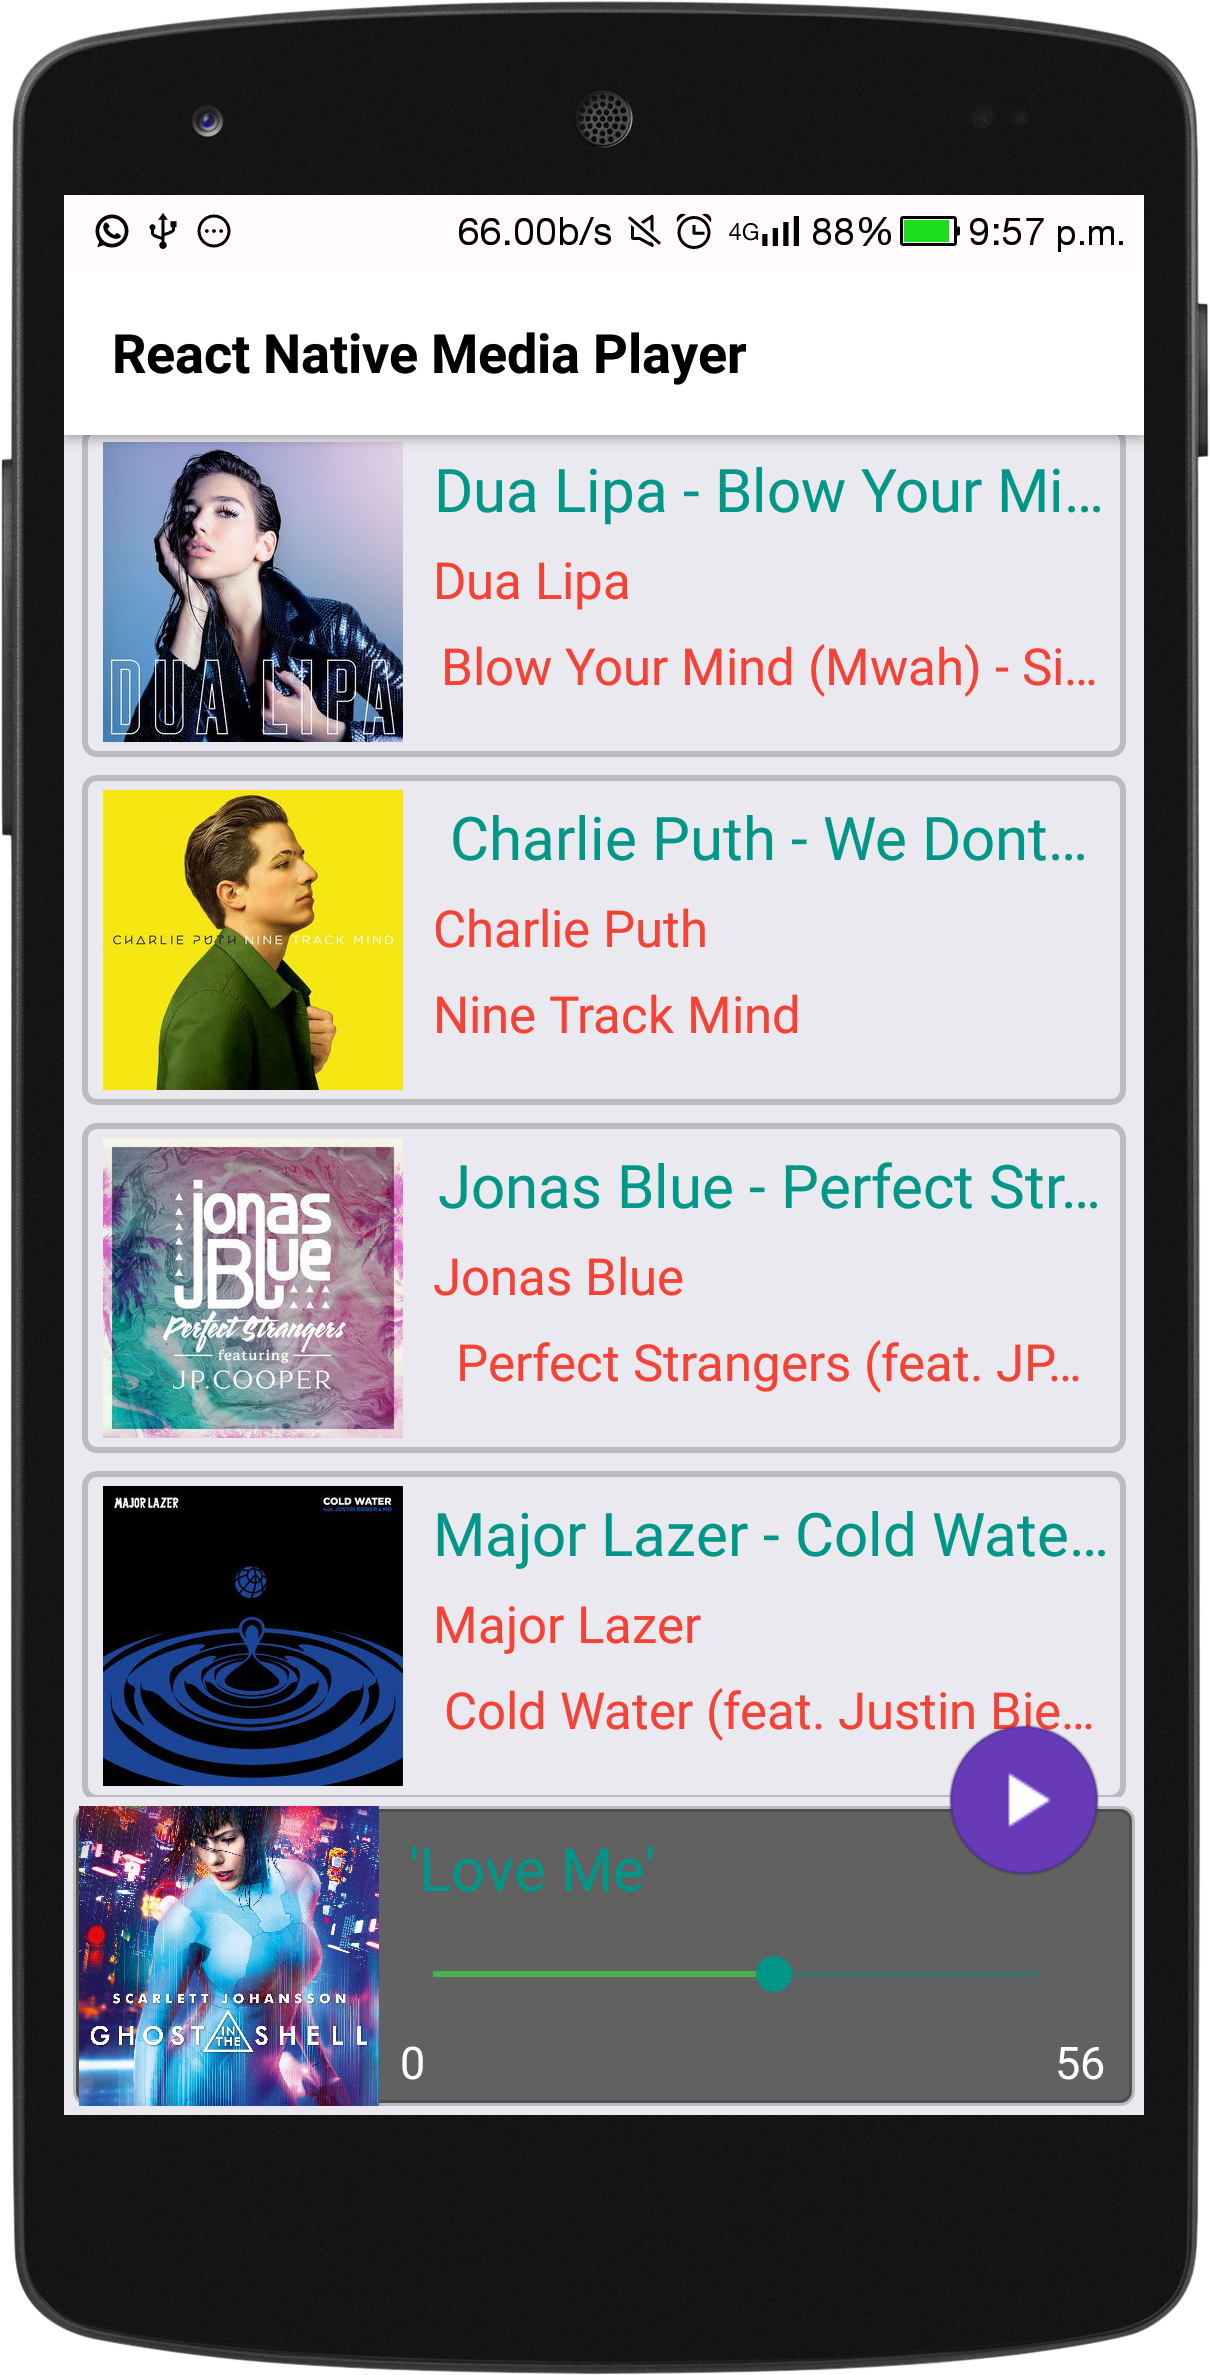 66.00b/s 4G 88% 9:57 p.m.
React Native Media Player
DUA LIPA
Dua Lipa - Blow Your Mi...
Dua Lipa
Blow Your Mind (Mwah) - Si...
CHARLIE PUTH NINE TRACK MIND
Charlie Puth - We Dont...
Charlie Puth
Nine Track Mind
jonas
Blue
Perfect Strangers
featuring
JP.COOPER
Jonas Blue - Perfect Str...
Jonas Blue
Perfect Strangers (feat. JP...
MAJOR LAZER
COLD WATER
feat. JUSTIN BIEBER & MØ
Major Lazer - Cold Wate...
Major Lazer
Cold Water (feat. Justin Bie...
SCARLETT JOHANSSON
GHOST IN THE SHELL
'Love Me'
0
56